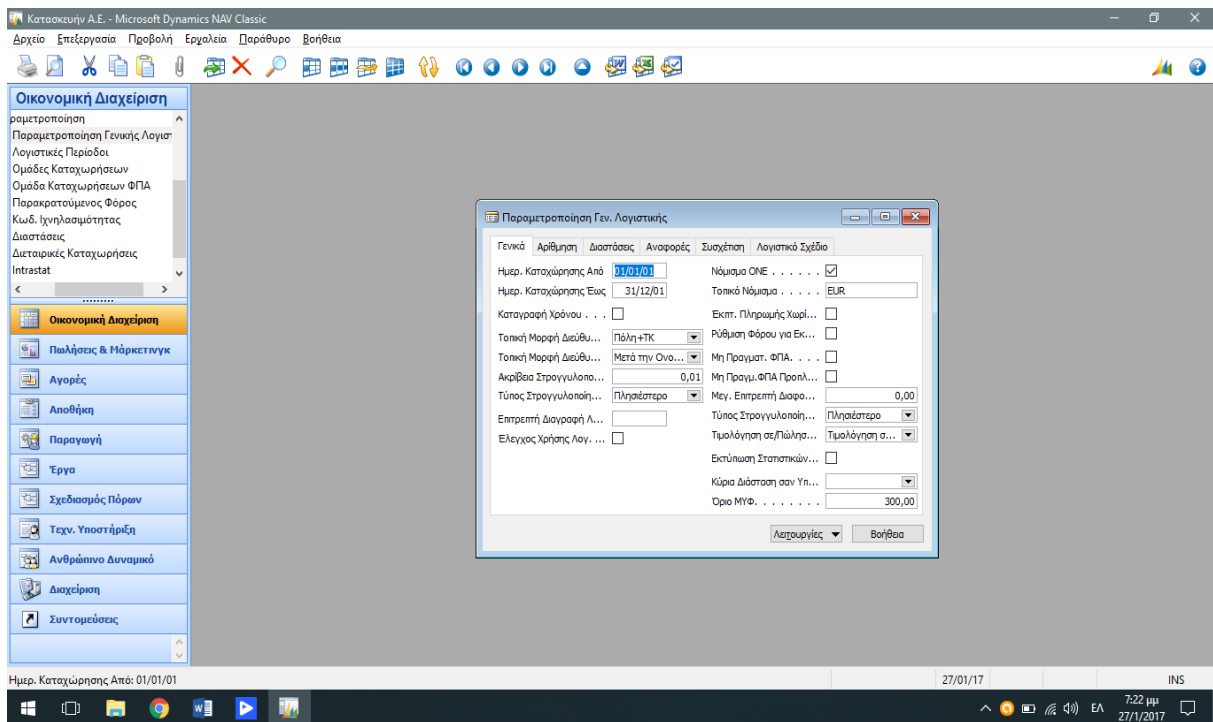 Κατασκευήν Α.Ε. - Microsoft Dynamics NAV Classic
Αρχείο Επεξεργασία Προβολή Εργαλεία Παράθυρο Βοήθεια
Οικονομική Διαχείριση
ραμετροποίηση
Παραμετροποίηση Γενικής Λογιστ
Λογιστικές Περίοδοι
Ομάδες Καταχωρήσεων
Ομάδα Καταχωρήσεων ΦΠΑ
Παρακρατούμενος Φόρος
Κωδ. Ιχνηλασιμότητας
Διαστάσεις
Διεταιρικές Καταχωρήσεις
Intrastat
Οικονομική Διαχείριση
Πωλήσεις & Μάρκετινγκ
Αγορές
Αποθήκη
Παραγωγή
Έργα
Σχεδιασμός Πόρων
Τεχν. Υποστήριξη
Ανθρώπινο Δυναμικό
Διαχείριση
Συντομεύσεις
Παραμετροποίηση Γεν. Λογιστικής
Γενικά Αρίθμηση Διαστάσεις Αναφορές Συσχέτιση Λογιστικό Σχέδιο
Ημερ. Καταχώρησης Από 01/01/01
Ημερ. Καταχώρησης Έως 31/12/01
Καταγραφή Χρόνου . . .
Τοπική Μορφή Διεύθυ... Πόλη+ΤΚ
Τοπική Μορφή Διεύθυ... Μετά την Ονο...
Ακρίβεια Στρογγυλοπο... 0,01
Τύπος Στρογγυλοποίη... Πλησιέστερο
Επιτρεπτή Διαγραφή Λ...
Έλεγχος Χρήσης Λογ. ...
Νόμισμα ΟΝΕ . . . . . .
Τοπικό Νόμισμα . . . . . EUR
Έκπτ. Πληρωμής Χωρί...
Ρύθμιση Φόρου για Εκ...
Μη Πραγματ. ΦΠΑ. . . .
Μη Πραγμ.ΦΠΑ Προπλ...
Μεγ. Επιτρεπτή Διαφο... 0,00
Τύπος Στρογγυλοποίη... Πλησιέστερο
Τιμολόγηση σε/Πώλησ... Τιμολόγηση σ...
Εκτύπωση Στατιστικών...
Κύρια Διάσταση σαν Υπ...
Όριο ΜΥΦ. . . . . . . . 300,00
Λειτουργίες Βοήθεια
Ημερ. Καταχώρησης Από: 01/01/01 27/01/17 INS
ΕΛ 7:22 μμ
27/1/2017